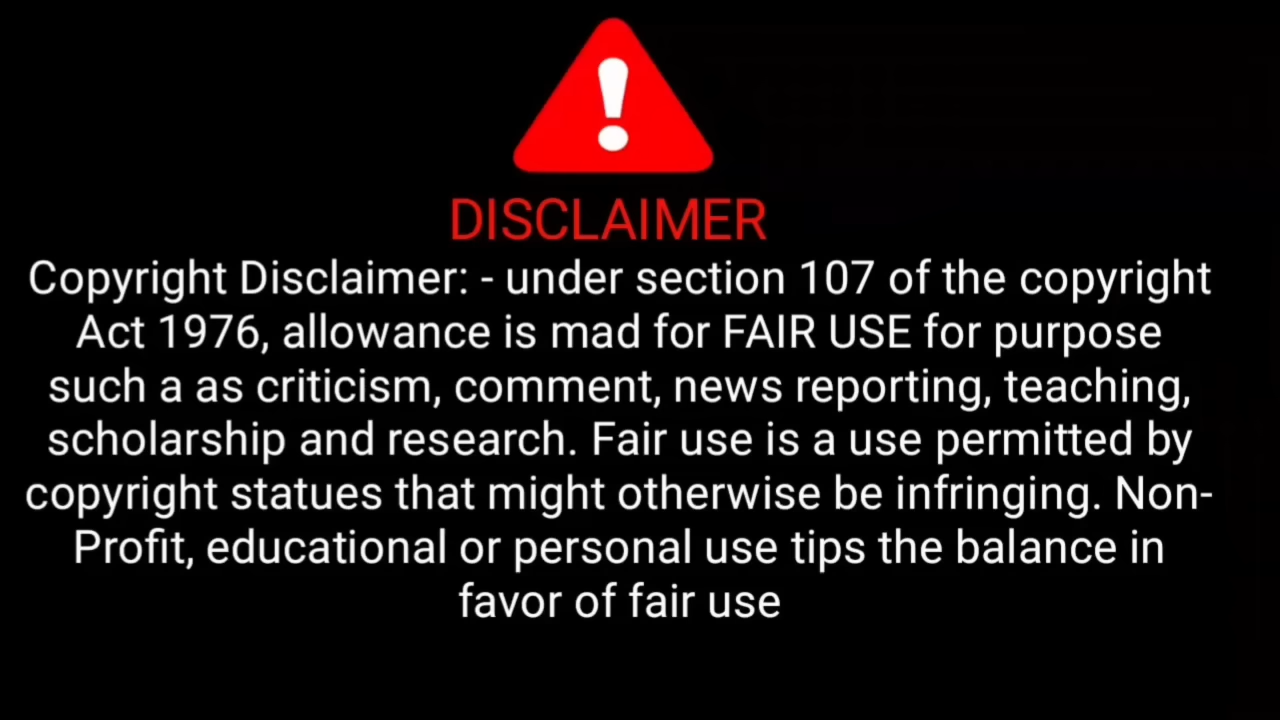 DISCLAIMER
Copyright Disclaimer: - under section 107 of the copyright
Act 1976, allowance is mad for FAIR USE for purpose
such a as criticism, comment, news reporting, teaching,
scholarship and research. Fair use is a use permitted by
copyright statues that might otherwise be infringing. Non-
Profit, educational or personal use tips the balance in
favor of fair use